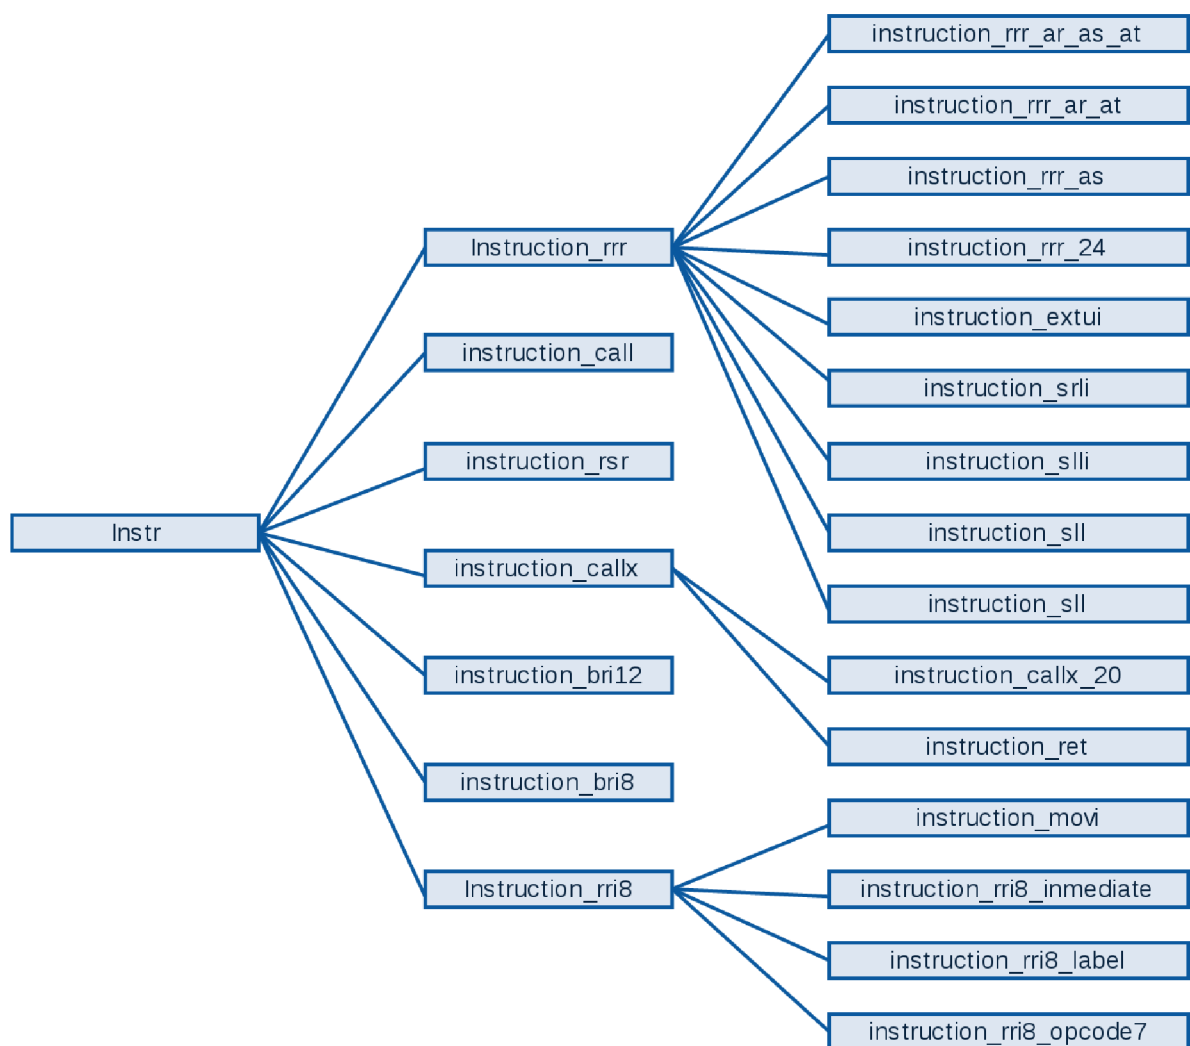 Instr
Instruction_rrr
instruction_call
instruction_rsr
instruction_callx
instruction_bri12
instruction_bri8
Instruction_rri8
instruction_rrr_ar_as_at
instruction_rrr_ar_at
instruction_rrr_as
instruction_rrr_24
instruction_extui
instruction_srli
instruction_slli
instruction_sll
instruction_sll
instruction_callx_20
instruction_ret
instruction_movi
instruction_rri8_inmediate
instruction_rri8_label
instruction_rri8_opcode7